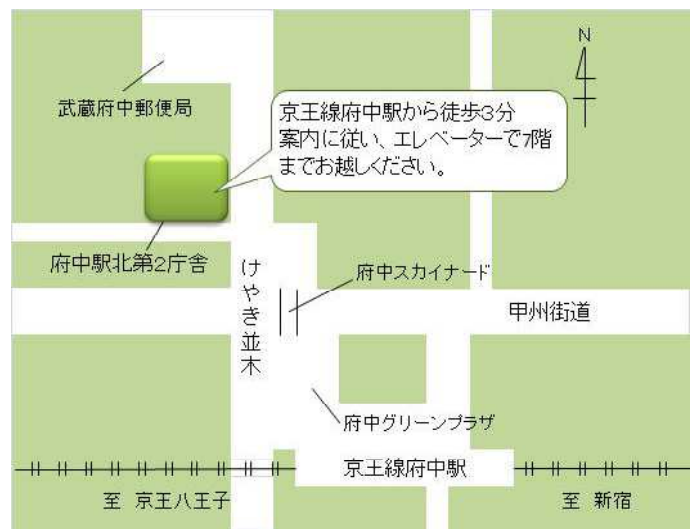 N
武蔵府中郵便局
京王線府中駅から徒歩3分
案内に従い、エレベーターで7階
までお越しください。
府中駅北第2庁舎
けやき並木
府中スカイナード
甲州街道
府中グリーンプラザ
京王線府中駅
至 京王八王子
至 新宿